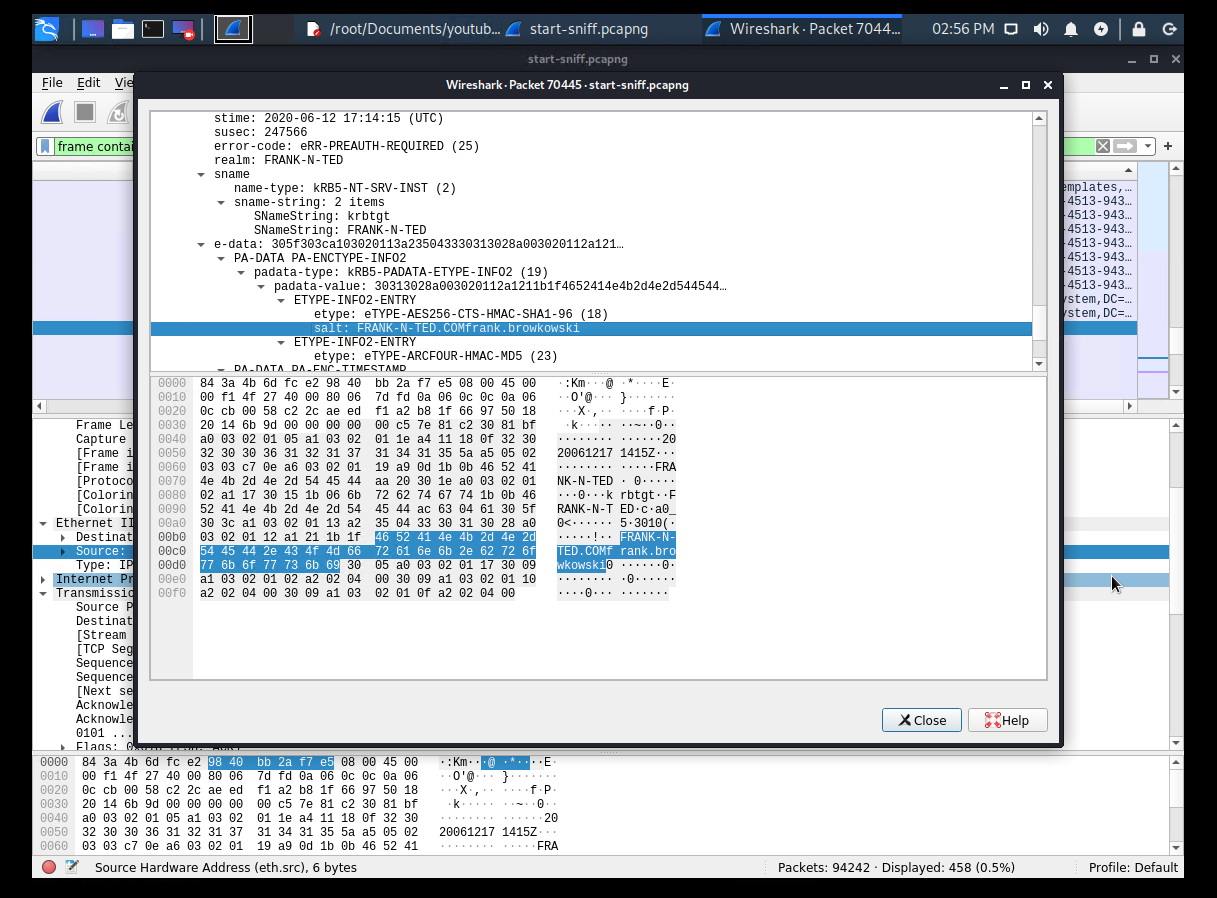 /root/Documents/youtub...
start-sniff.pcapng
Wireshark · Packet 7044...
02:56 PM
start-sniff.pcapng
File Edit Vie
Wireshark · Packet 70445 · start-sniff.pcapng
frame contai
stime: 2020-06-12 17:14:15 (UTC)
susec: 247566
error-code: eRR-PREAUTH-REQUIRED (25)
realm: FRANK-N-TED
sname
name-type: kRB5-NT-SRV-INST (2)
sname-string: 2 items
SNameString: krbtgt
SNameString: FRANK-N-TED
e-data: 305f303ca103020113a235043330313028a003020112a121…
PA-DATA PA-ENCTYPE-INFO2
padata-type: kRB5-PADATA-ETYPE-INFO2 (19)
padata-value: 30313028a003020112a1211b1f4652414e4b2d4e2d544544…
ETYPE-INFO2-ENTRY
etype: eTYPE-AES256-CTS-HMAC-SHA1-96 (18)
salt: FRANK-N-TED.COMfrank.browkowski
ETYPE-INFO2-ENTRY
etype: eTYPE-ARCFOUR-HMAC-MD5 (23)
PA-DATA PA-ENC-TIMESTAMP
emplates,…
-4513-943…
-4513-943…
-4513-943…
-4513-943…
-4513-943…
-4513-943…
-4513-943…
ystem,DC=…
ystem,DC=…
0000 84 3a 4b 6d fc e2 98 40 bb 2a f7 e5 08 00 45 00 ·:Km···@ ·*····E·
0010 00 f1 4f 27 40 00 80 06 7d fd 0a 06 0c 0c 0a 06 ··O'@··· }·······
0020 0c cb 00 58 c2 2c ae ed f1 a2 b8 1f 66 97 50 18 ···X·,·· ····f·P·
0030 20 14 6b 9d 00 00 00 00 00 c5 7e 81 c2 30 81 bf ·k····· ··~··0··
0040 a0 03 02 01 05 a1 03 02 01 1e a4 11 18 0f 32 30 ········ ······20
0050 32 30 30 36 31 32 31 37 31 34 31 35 5a a5 05 02 20061217 1415Z···
0060 03 03 c7 0e a6 03 02 01 19 a9 0d 1b 0b 46 52 41 ········ ·····FRA
0070 4e 4b 2d 4e 2d 54 45 44 aa 20 30 1e a0 03 02 01 NK-N-TED · 0·····
0080 02 a1 17 30 15 1b 06 6b 72 62 74 67 74 1b 0b 46 ···0···k rbtgt··F
0090 52 41 4e 4b 2d 4e 2d 54 45 44 ac 63 04 61 30 5f RANK-N-T ED·c·a0_
00a0 30 3c a1 03 02 01 13 a2 35 04 33 30 31 30 28 a0 0<······ 5·3010(·
00b0 03 02 01 12 a1 21 1b 1f 46 52 41 4e 4b 2d 4e 2d ·····!·· FRANK-N-
00c0 54 45 44 2e 43 4f 4d 66 72 61 6e 6b 2e 62 72 6f TED.COMf rank.bro
00d0 77 6b 6f 77 73 6b 69 30 05 a0 03 02 01 17 30 09 wkowski0 ······0·
00e0 a1 03 02 01 02 a2 02 04 00 30 09 a1 03 02 01 10 ········ ·0······
00f0 a2 02 04 00 30 09 a1 03 02 01 0f a2 02 04 00 ····0··· ·······
Close Help
Frame Le
Capture
[Frame i
[Frame i
[Protoco
[Colorin
[Colorin
Ethernet II
Destinat
Source:
Type: IP
Internet Pr
Transmissic
Source P
Destinat
[Stream
[TCP Seg
Sequence
Sequence
[Next se
Acknowle
Acknowle
0101 ...
0000 84 3a 4b 6d fc e2 98 40 bb 2a f7 e5 08 00 45 00 ·:Km···@ ·*····E·
0010 00 f1 4f 27 40 00 80 06 7d fd 0a 06 0c 0c 0a 06 ··O'@··· }·······
0020 0c cb 00 58 c2 2c ae ed f1 a2 b8 1f 66 97 50 18 ···X·,·· ····f·P·
0030 20 14 6b 9d 00 00 00 00 00 c5 7e 81 c2 30 81 bf ·k····· ··~··0··
0040 a0 03 02 01 05 a1 03 02 01 1e a4 11 18 0f 32 30 ········ ······20
0050 32 30 30 36 31 32 31 37 31 34 31 35 5a a5 05 02 20061217 1415Z···
0060 03 03 c7 0e a6 03 02 01 19 a9 0d 1b 0b 46 52 41 ········ ·····FRA
Source Hardware Address (eth.src), 6 bytes
Packets: 94242 · Displayed: 458 (0.5%)
Profile: Default